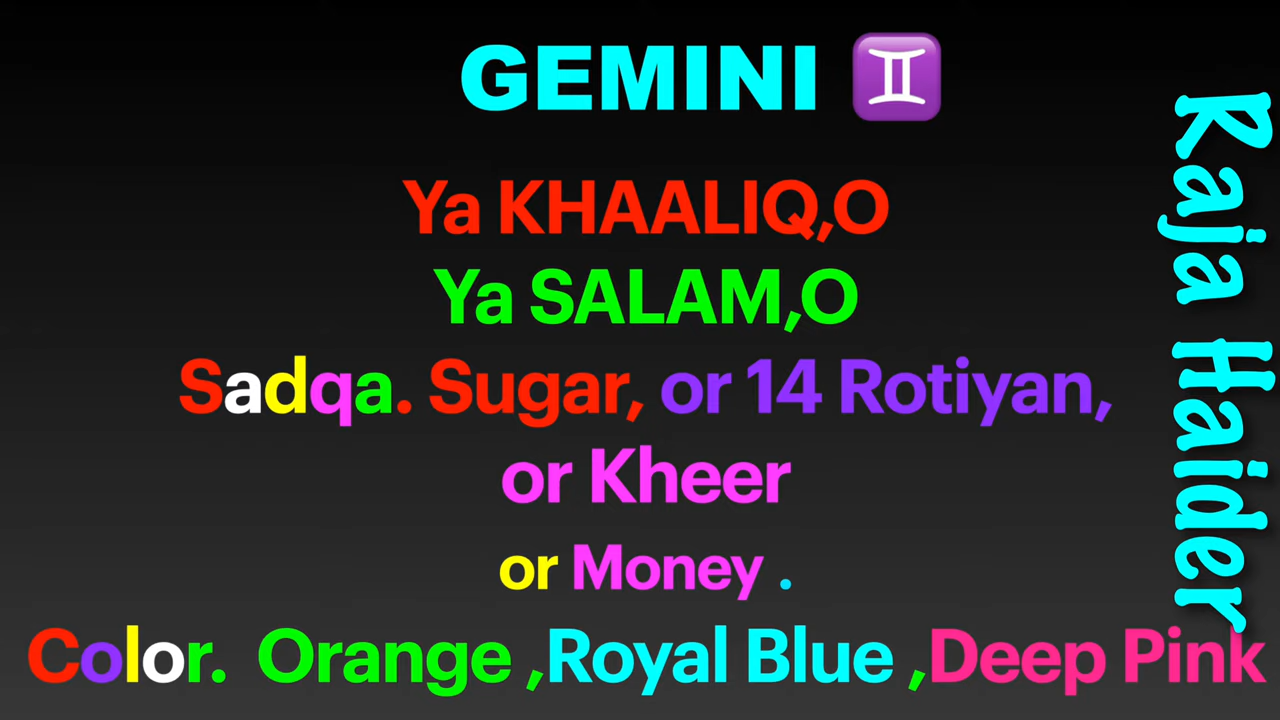 GEMINI ♊
Ya KHAALIQ,O
Ya SALAM,O
Sadqa. Sugar, or 14 Rotiyan,
or Kheer
or Money .
Color. Orange ,Royal Blue ,Deep Pink
Raja Haider